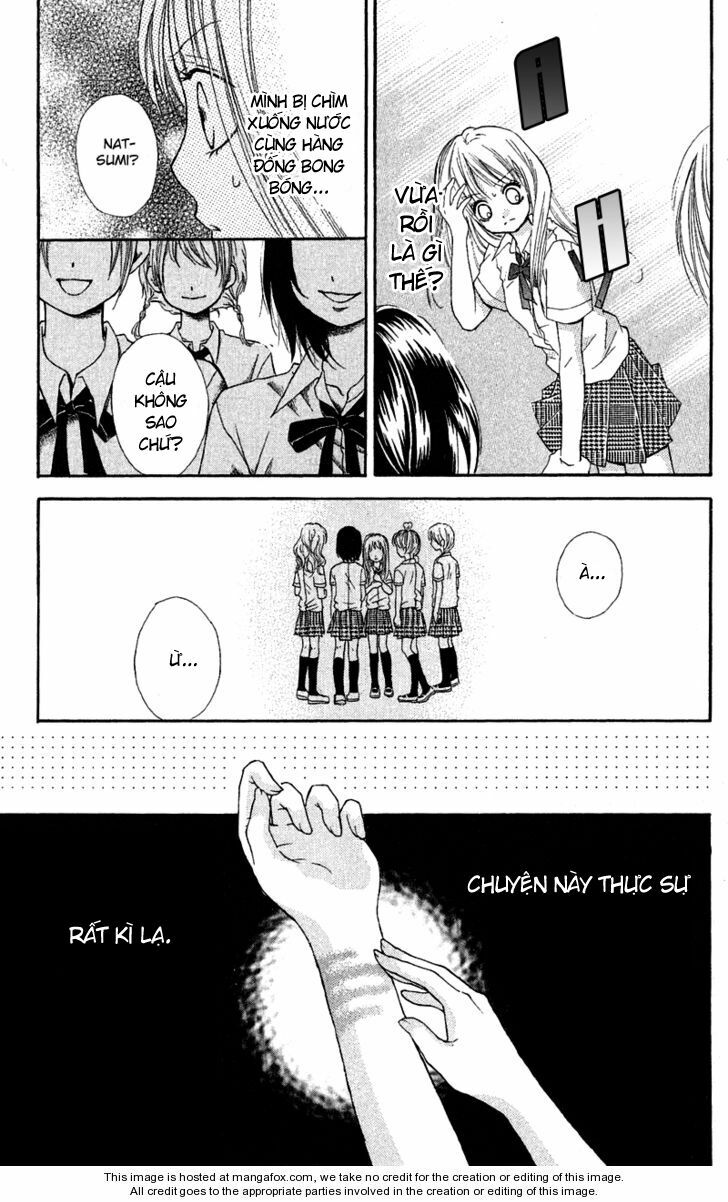 À
H
VỪA
RỒI
LÀ GÌ
THẾ?
MÌNH BỊ CHÌM
XUỐNG NƯỚC
CÙNG HÀNG
ĐỐNG BONG
BÓNG...
NAT-
SUMI?
CẬU
KHÔNG
SAO
CHỨ?
À...
Ừ...
CHUYỆN NÀY THỰC SỰ
RẤT KÌ LẠ.
This image is hosted at mangafox.com, we take no credit for the creation or editing of this image.
All credit goes to the appropriate parties involved in the creation or editing of this image.